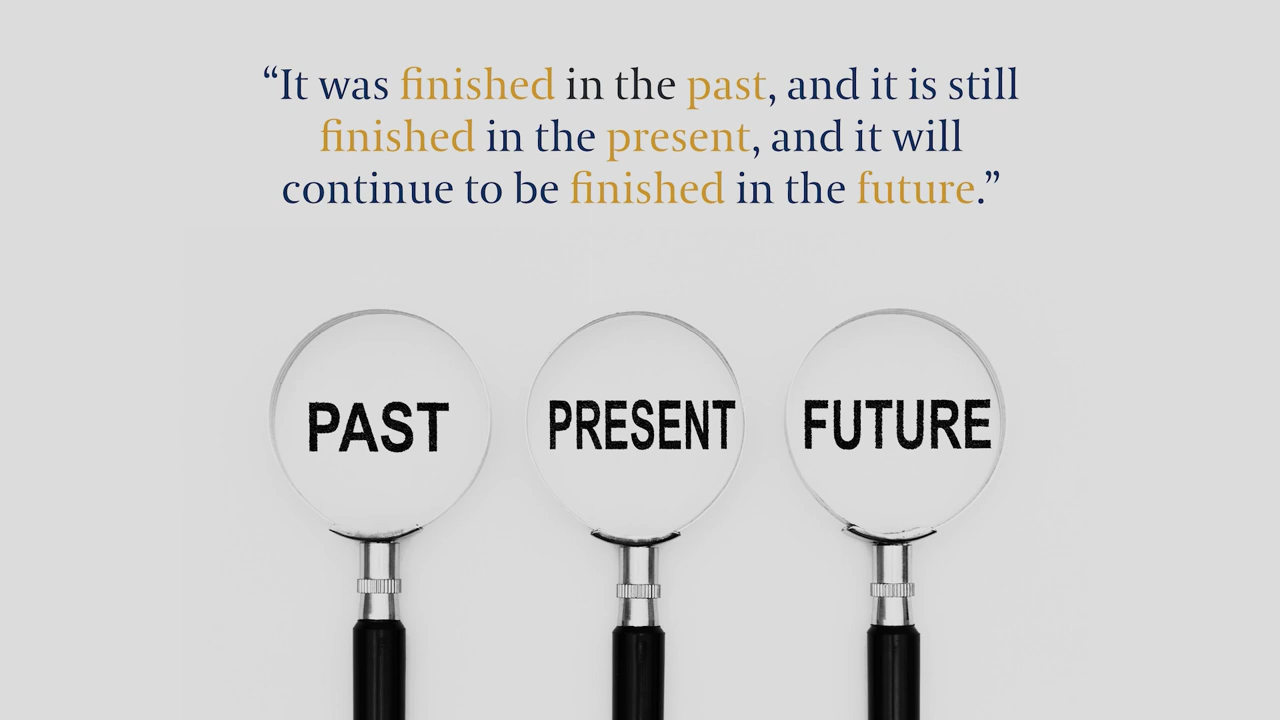 “It was finished in the past, and it is still
finished in the present, and it will
continue to be finished in the future.”
PAST
PRESENT
FUTURE